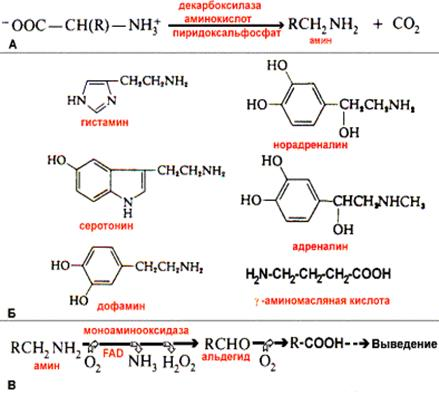 ⁻OOC—CH(R)—NH₃⁺ декарбоксилаза аминокислот пиридоксальфосфат RCH₂NH₂ + CO₂
амин
А
CH₂CH₂NH₂
HN N
гистамин
HO
HO CH—CH₂NH₂
OH
норадреналин
HO CH₂CH₂NH₂
N
H
серотонин
HO
HO CH—CH₂NHCH₃
OH
адреналин
HO CH₂CH₂NH₂
HO
дофамин
H₂N—CH₂—CH₂—CH₂—COOH
γ-аминомасляная кислота
Б
моноаминооксидаза
RCH₂NH₂ FAD RCHO R-COOH Выведение
амин O₂ NH₃ H₂O₂ альдегид O₂
В